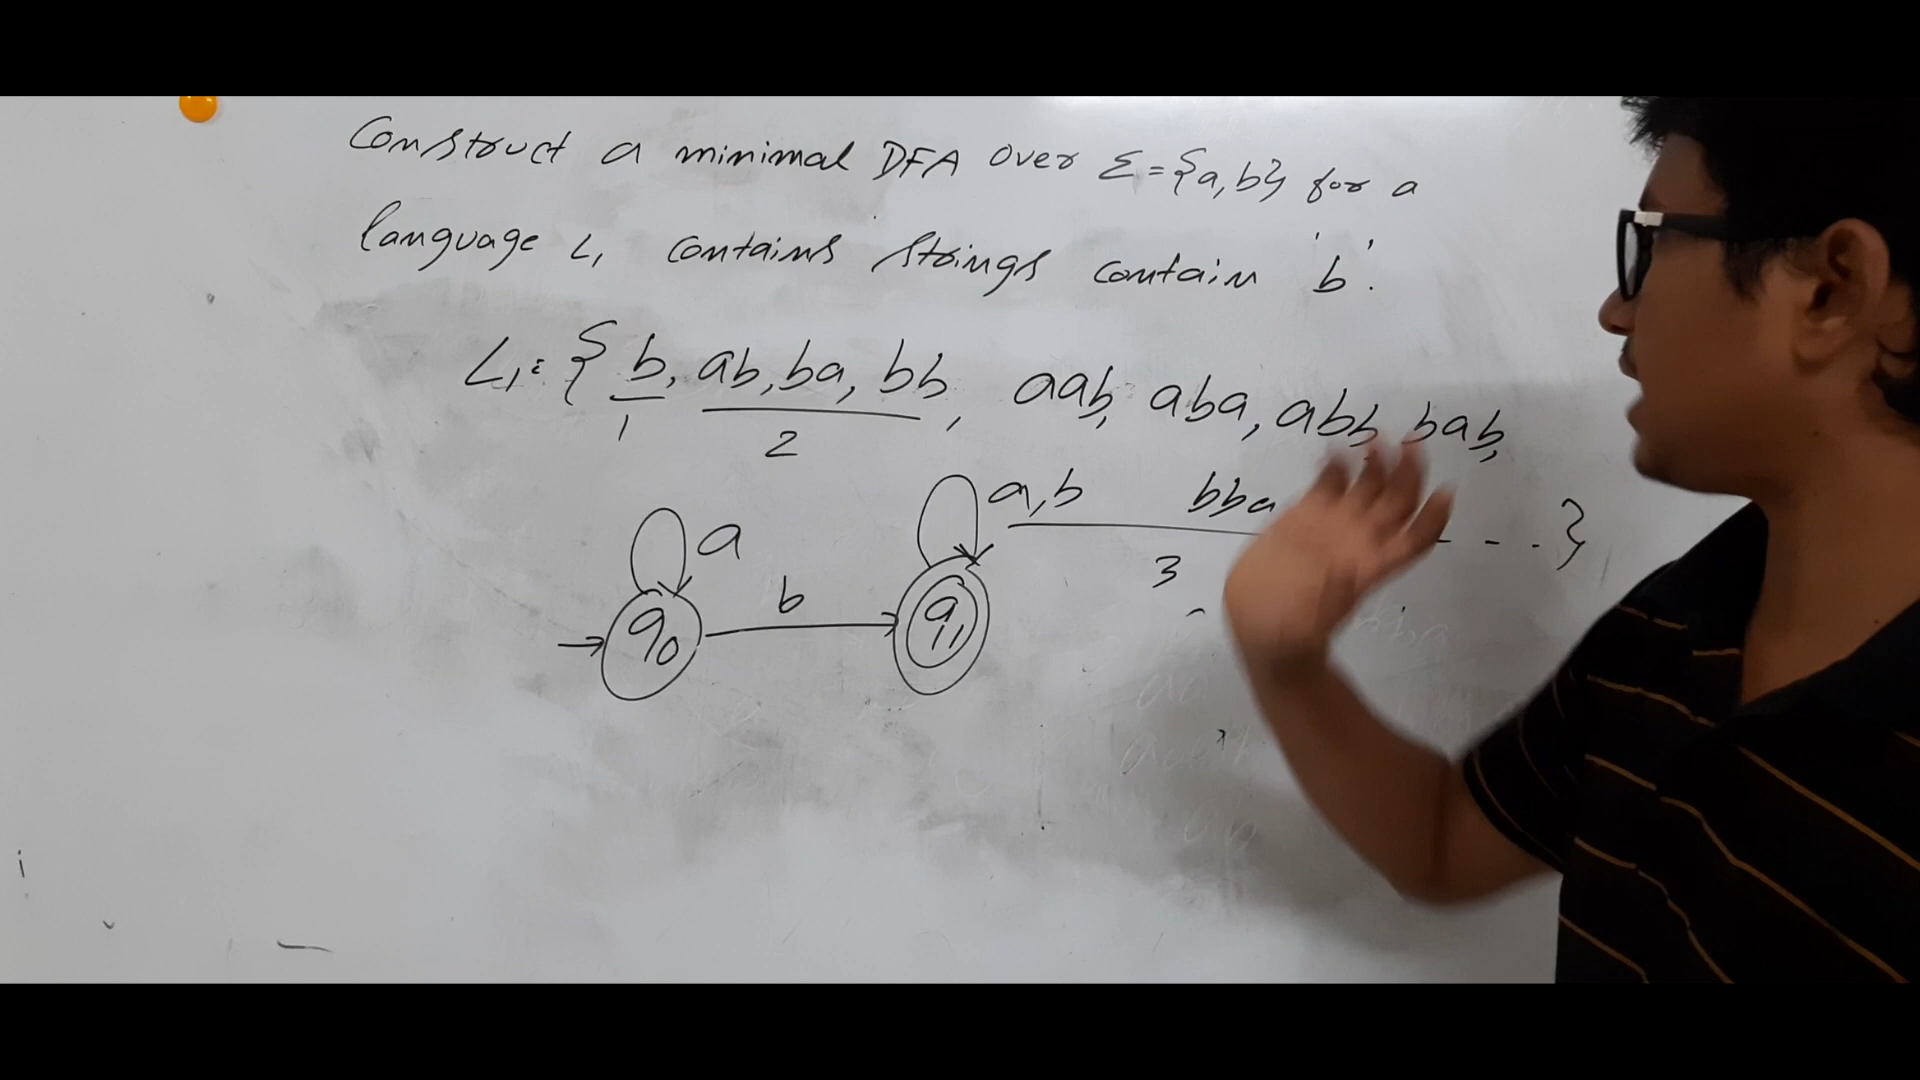 Construct a minimal DFA over Σ = {a, b} for a
language L₁ contains strings contain 'b'.
L₁ = { b, ab, ba, bb, aab, aba, abb, bab,
1 2
bba ...}
3
a
a, b
b
q₀ q₁